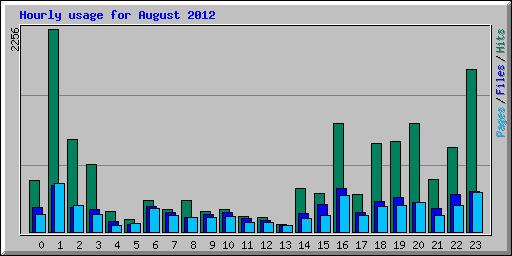 Hourly usage for August 2012
2256
Pages / Files / Hits
0 1 2 3 4 5 6 7 8 9 10 11 12 13 14 15 16 17 18 19 20 21 22 23